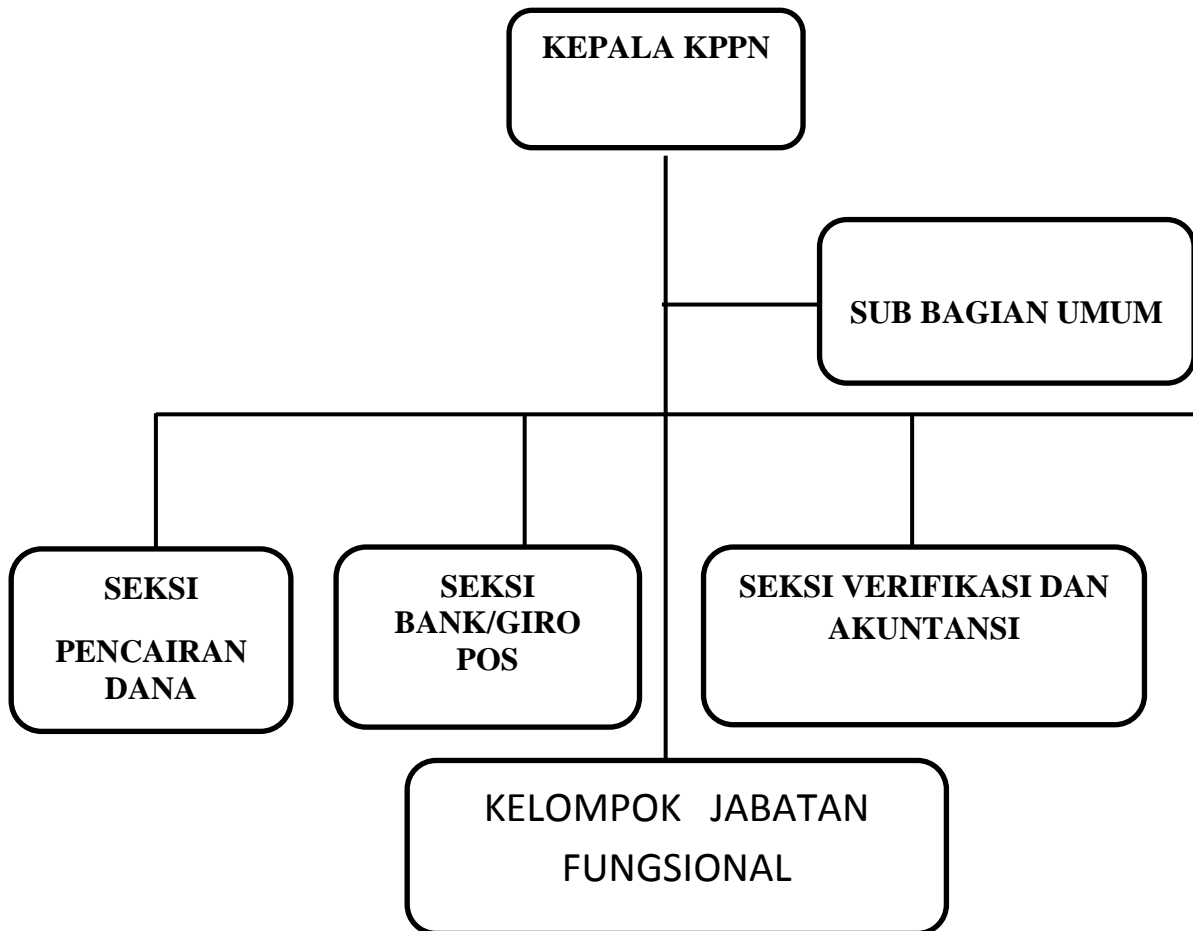 KEPALA KPPN
SUB BAGIAN UMUM
SEKSI
PENCAIRAN
DANA
SEKSI
BANK/GIRO
POS
SEKSI VERIFIKASI DAN
AKUNTANSI
KELOMPOK JABATAN
FUNGSIONAL